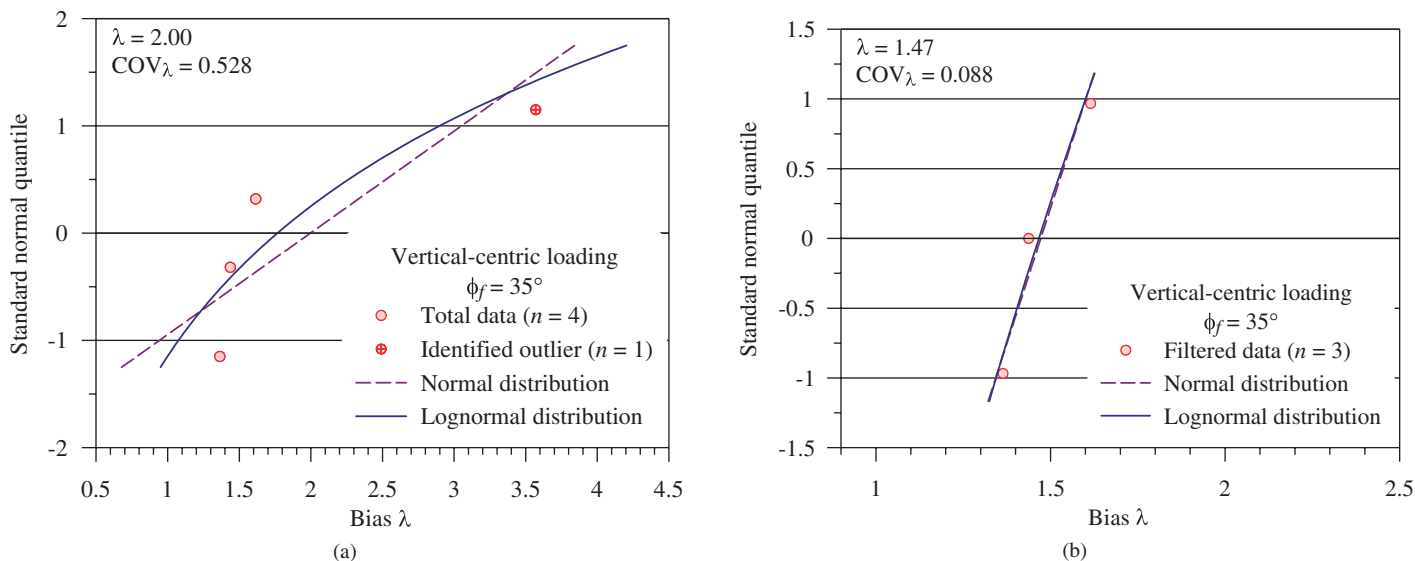 λ = 2.00
COVλ = 0.528
Standard normal quantile
2
1
0
-1
-2
Vertical-centric loading
ϕf = 35°
Total data (n = 4)
Identified outlier (n = 1)
Normal distribution
Lognormal distribution
0.5 1 1.5 2 2.5 3 3.5 4 4.5
Bias λ
(a)
λ = 1.47
COVλ = 0.088
Standard normal quantile
1.5
1
0.5
0
-0.5
-1
-1.5
Vertical-centric loading
ϕf = 35°
Filtered data (n = 3)
Normal distribution
Lognormal distribution
1 1.5 2 2.5
Bias λ
(b)